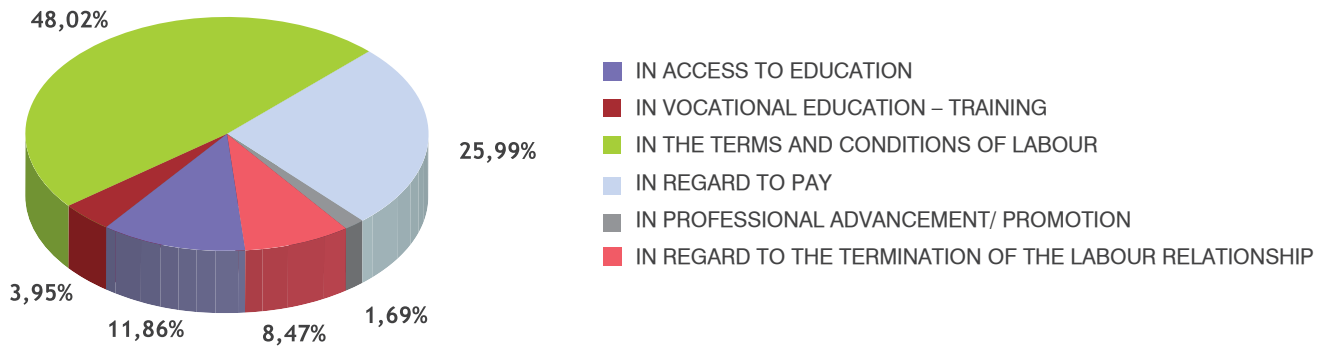 48,02%
25,99%
3,95%
11,86%
8,47%
1,69%
IN ACCESS TO EDUCATION
IN VOCATIONAL EDUCATION – TRAINING
IN THE TERMS AND CONDITIONS OF LABOUR
IN REGARD TO PAY
IN PROFESSIONAL ADVANCEMENT/ PROMOTION
IN REGARD TO THE TERMINATION OF THE LABOUR RELATIONSHIP